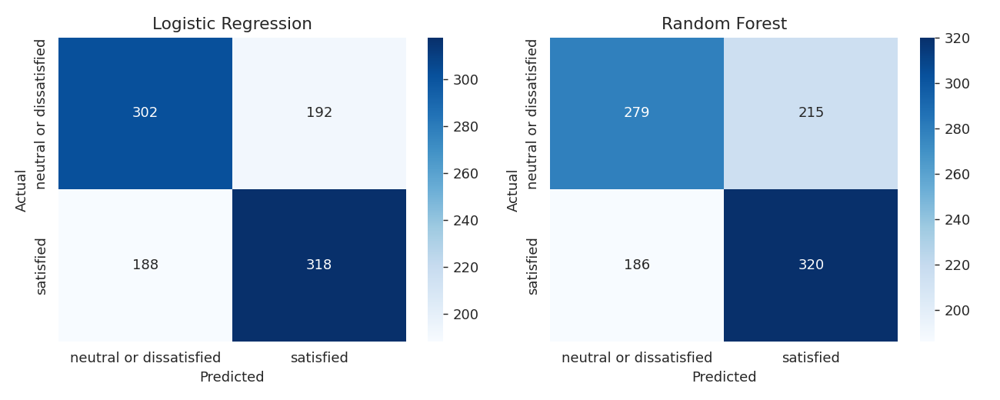 Logistic Regression
neutral or dissatisfied
satisfied
Actual
302
192
188
318
neutral or dissatisfied
satisfied
Predicted
300
280
260
240
220
200
Random Forest
neutral or dissatisfied
satisfied
Actual
279
215
186
320
neutral or dissatisfied
satisfied
Predicted
320
300
280
260
240
220
200